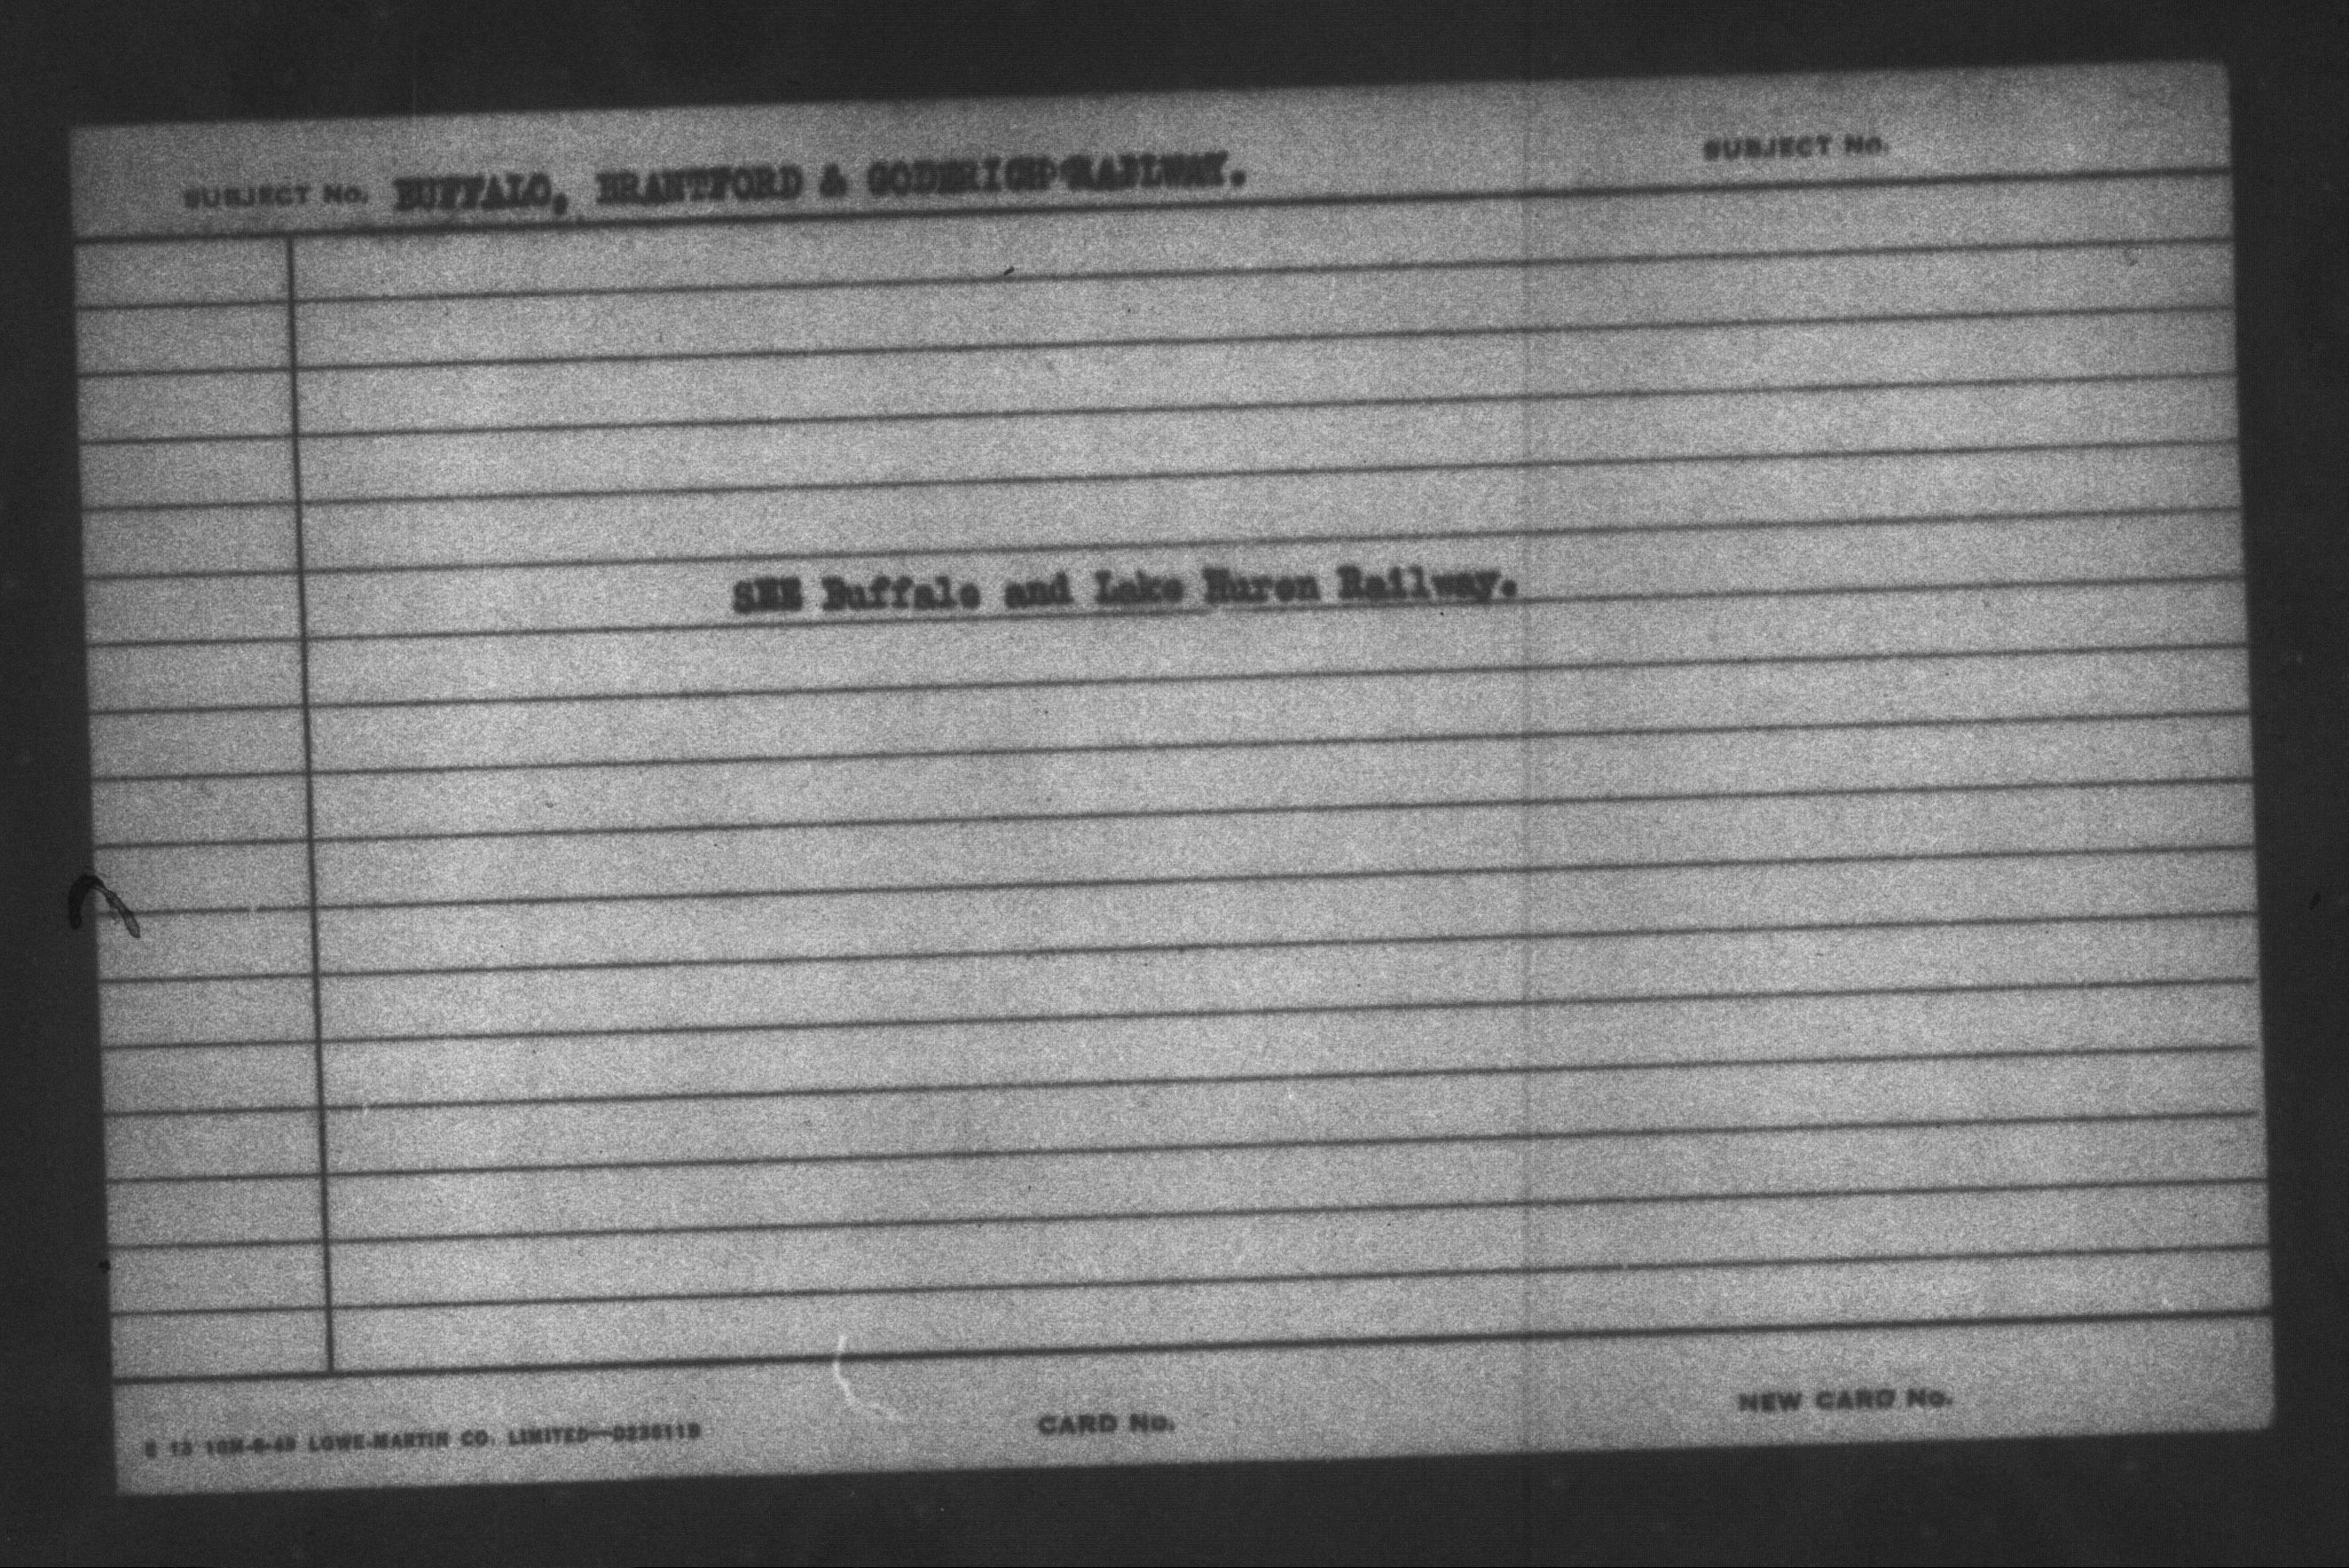 SUBJECT No. BUFFALO, BRANTFORD & GODERICH RAILWAY.
SUBJECT No.
SEE Buffalo and Lake Huron Railway.
LOWE-MARTIN CO. LIMITED
CARD No.
NEW CARD No.